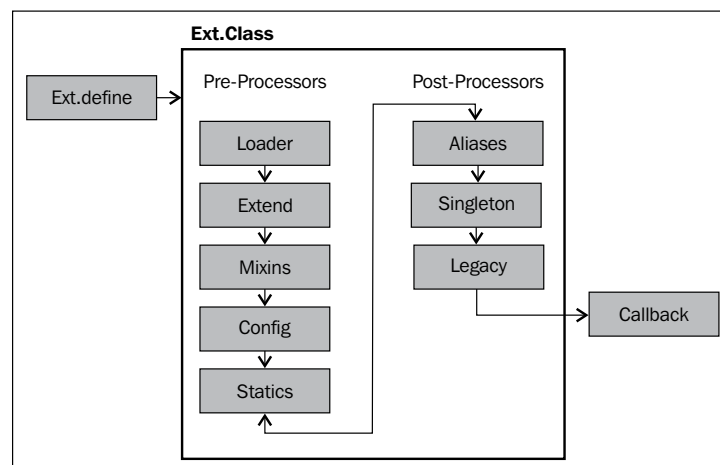 Ext.Class
Ext.define
Pre-Processors
Loader
Extend
Mixins
Config
Statics
Post-Processors
Aliases
Singleton
Legacy
Callback